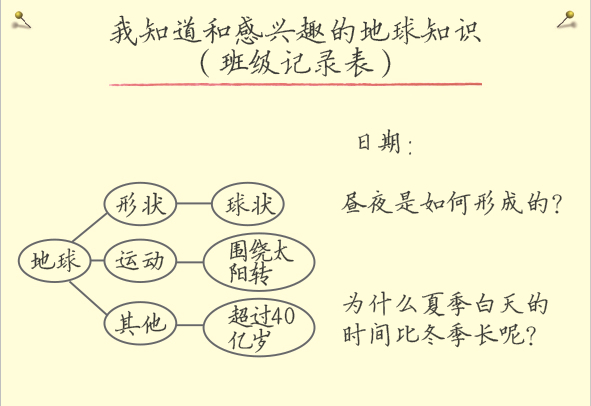 我知道和感兴趣的地球知识
（班级记录表）
日期：
形状
球状
昼夜是如何形成的？
地球
运动
围绕太
阳转
其他
超过40
亿岁
为什么夏季白天的
时间比冬季长呢？